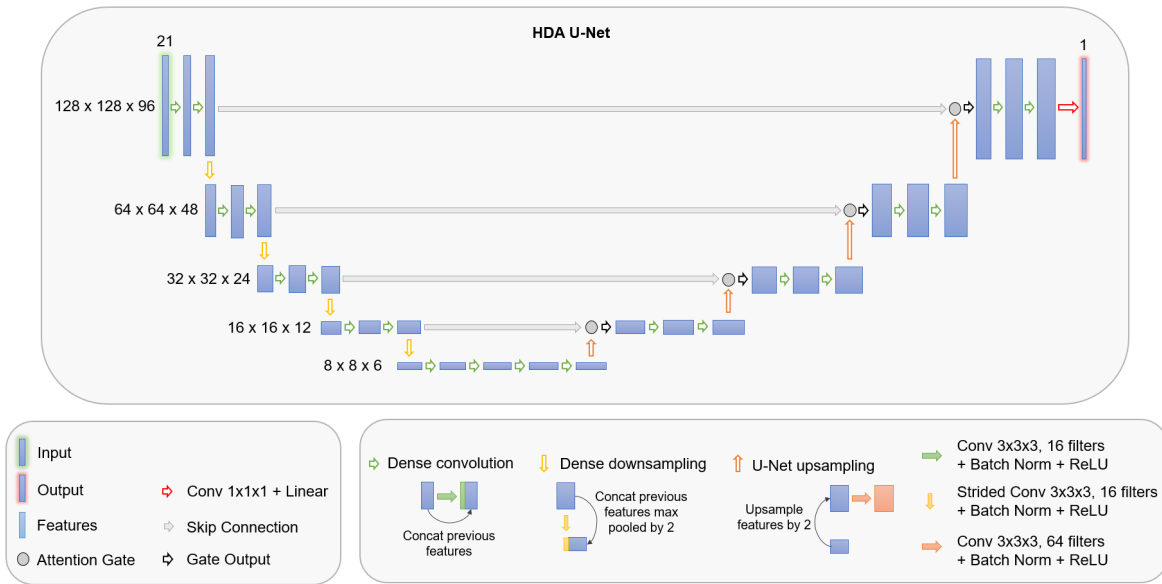 HDA U-Net
21
1
128 x 128 x 96
64 x 64 x 48
32 x 32 x 24
16 x 16 x 12
8 x 8 x 6
Input
Output
Features
Attention Gate
Conv 1x1x1 + Linear
Skip Connection
Gate Output
Dense convolution
Concat previous
features
Dense downsampling
Concat previous
features max
pooled by 2
U-Net upsampling
Upsample
features by 2
Conv 3x3x3, 16 filters
+ Batch Norm + ReLU
Strided Conv 3x3x3, 16 filters
+ Batch Norm + ReLU
Conv 3x3x3, 64 filters
+ Batch Norm + ReLU